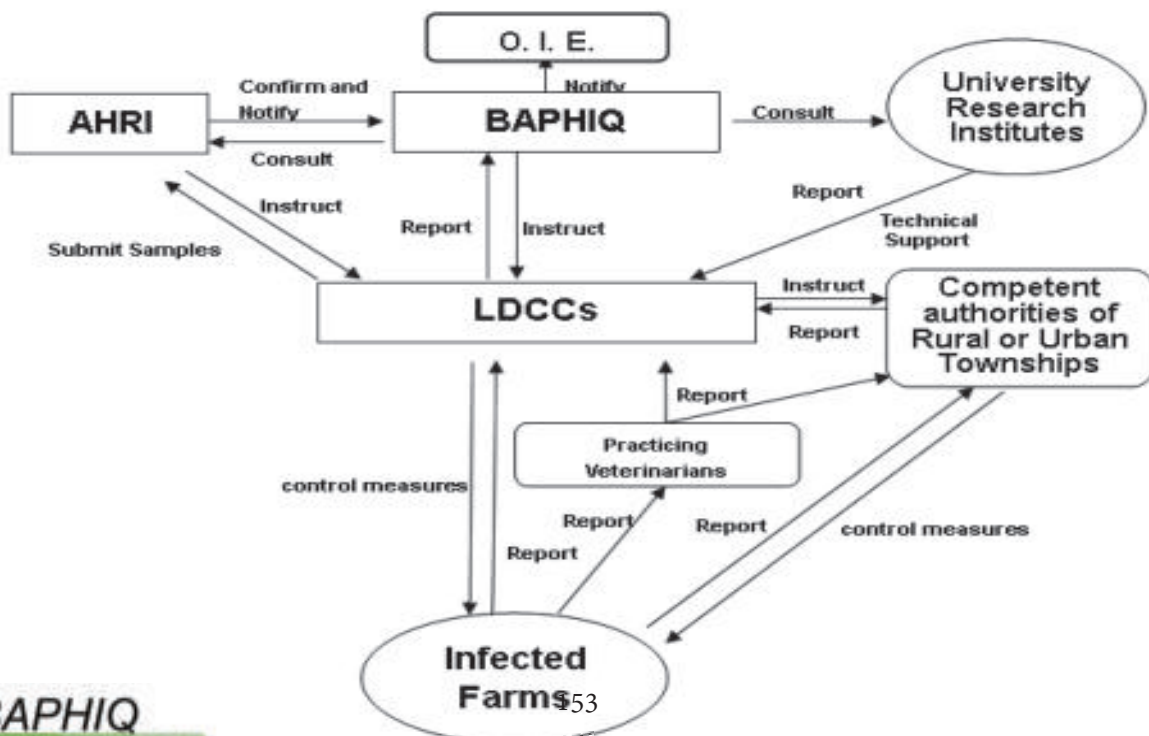 O. I. E.
Confirm and
Notify
Notify
AHRI
BAPHIQ
Consult
University
Research
Institutes
Consult
Instruct
Submit Samples
Report
Instruct
Report
Technical
Support
LDCCs
Instruct
Report
Competent
authorities of
Rural or Urban
Townships
Report
Practicing
Veterinarians
control measures
Report
Report
Report
control measures
Infected
Farms
153
BAPHIQ